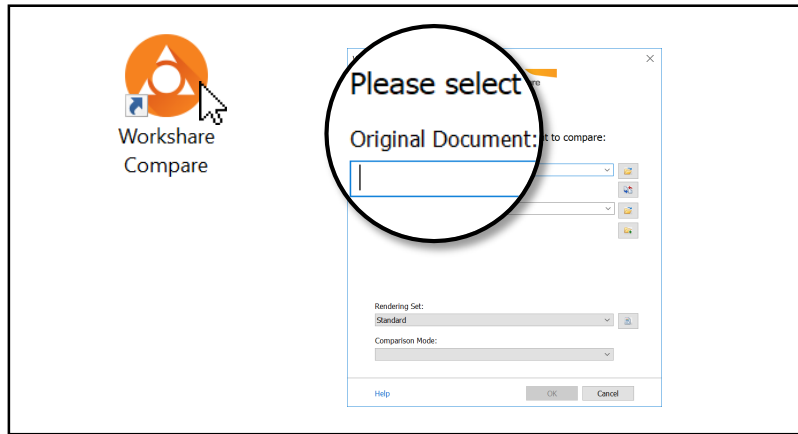 Workshare
Compare
Please select
Original Document:
t to compare:
Rendering Set:
Standard
Comparison Mode:
Help
OK
Cancel